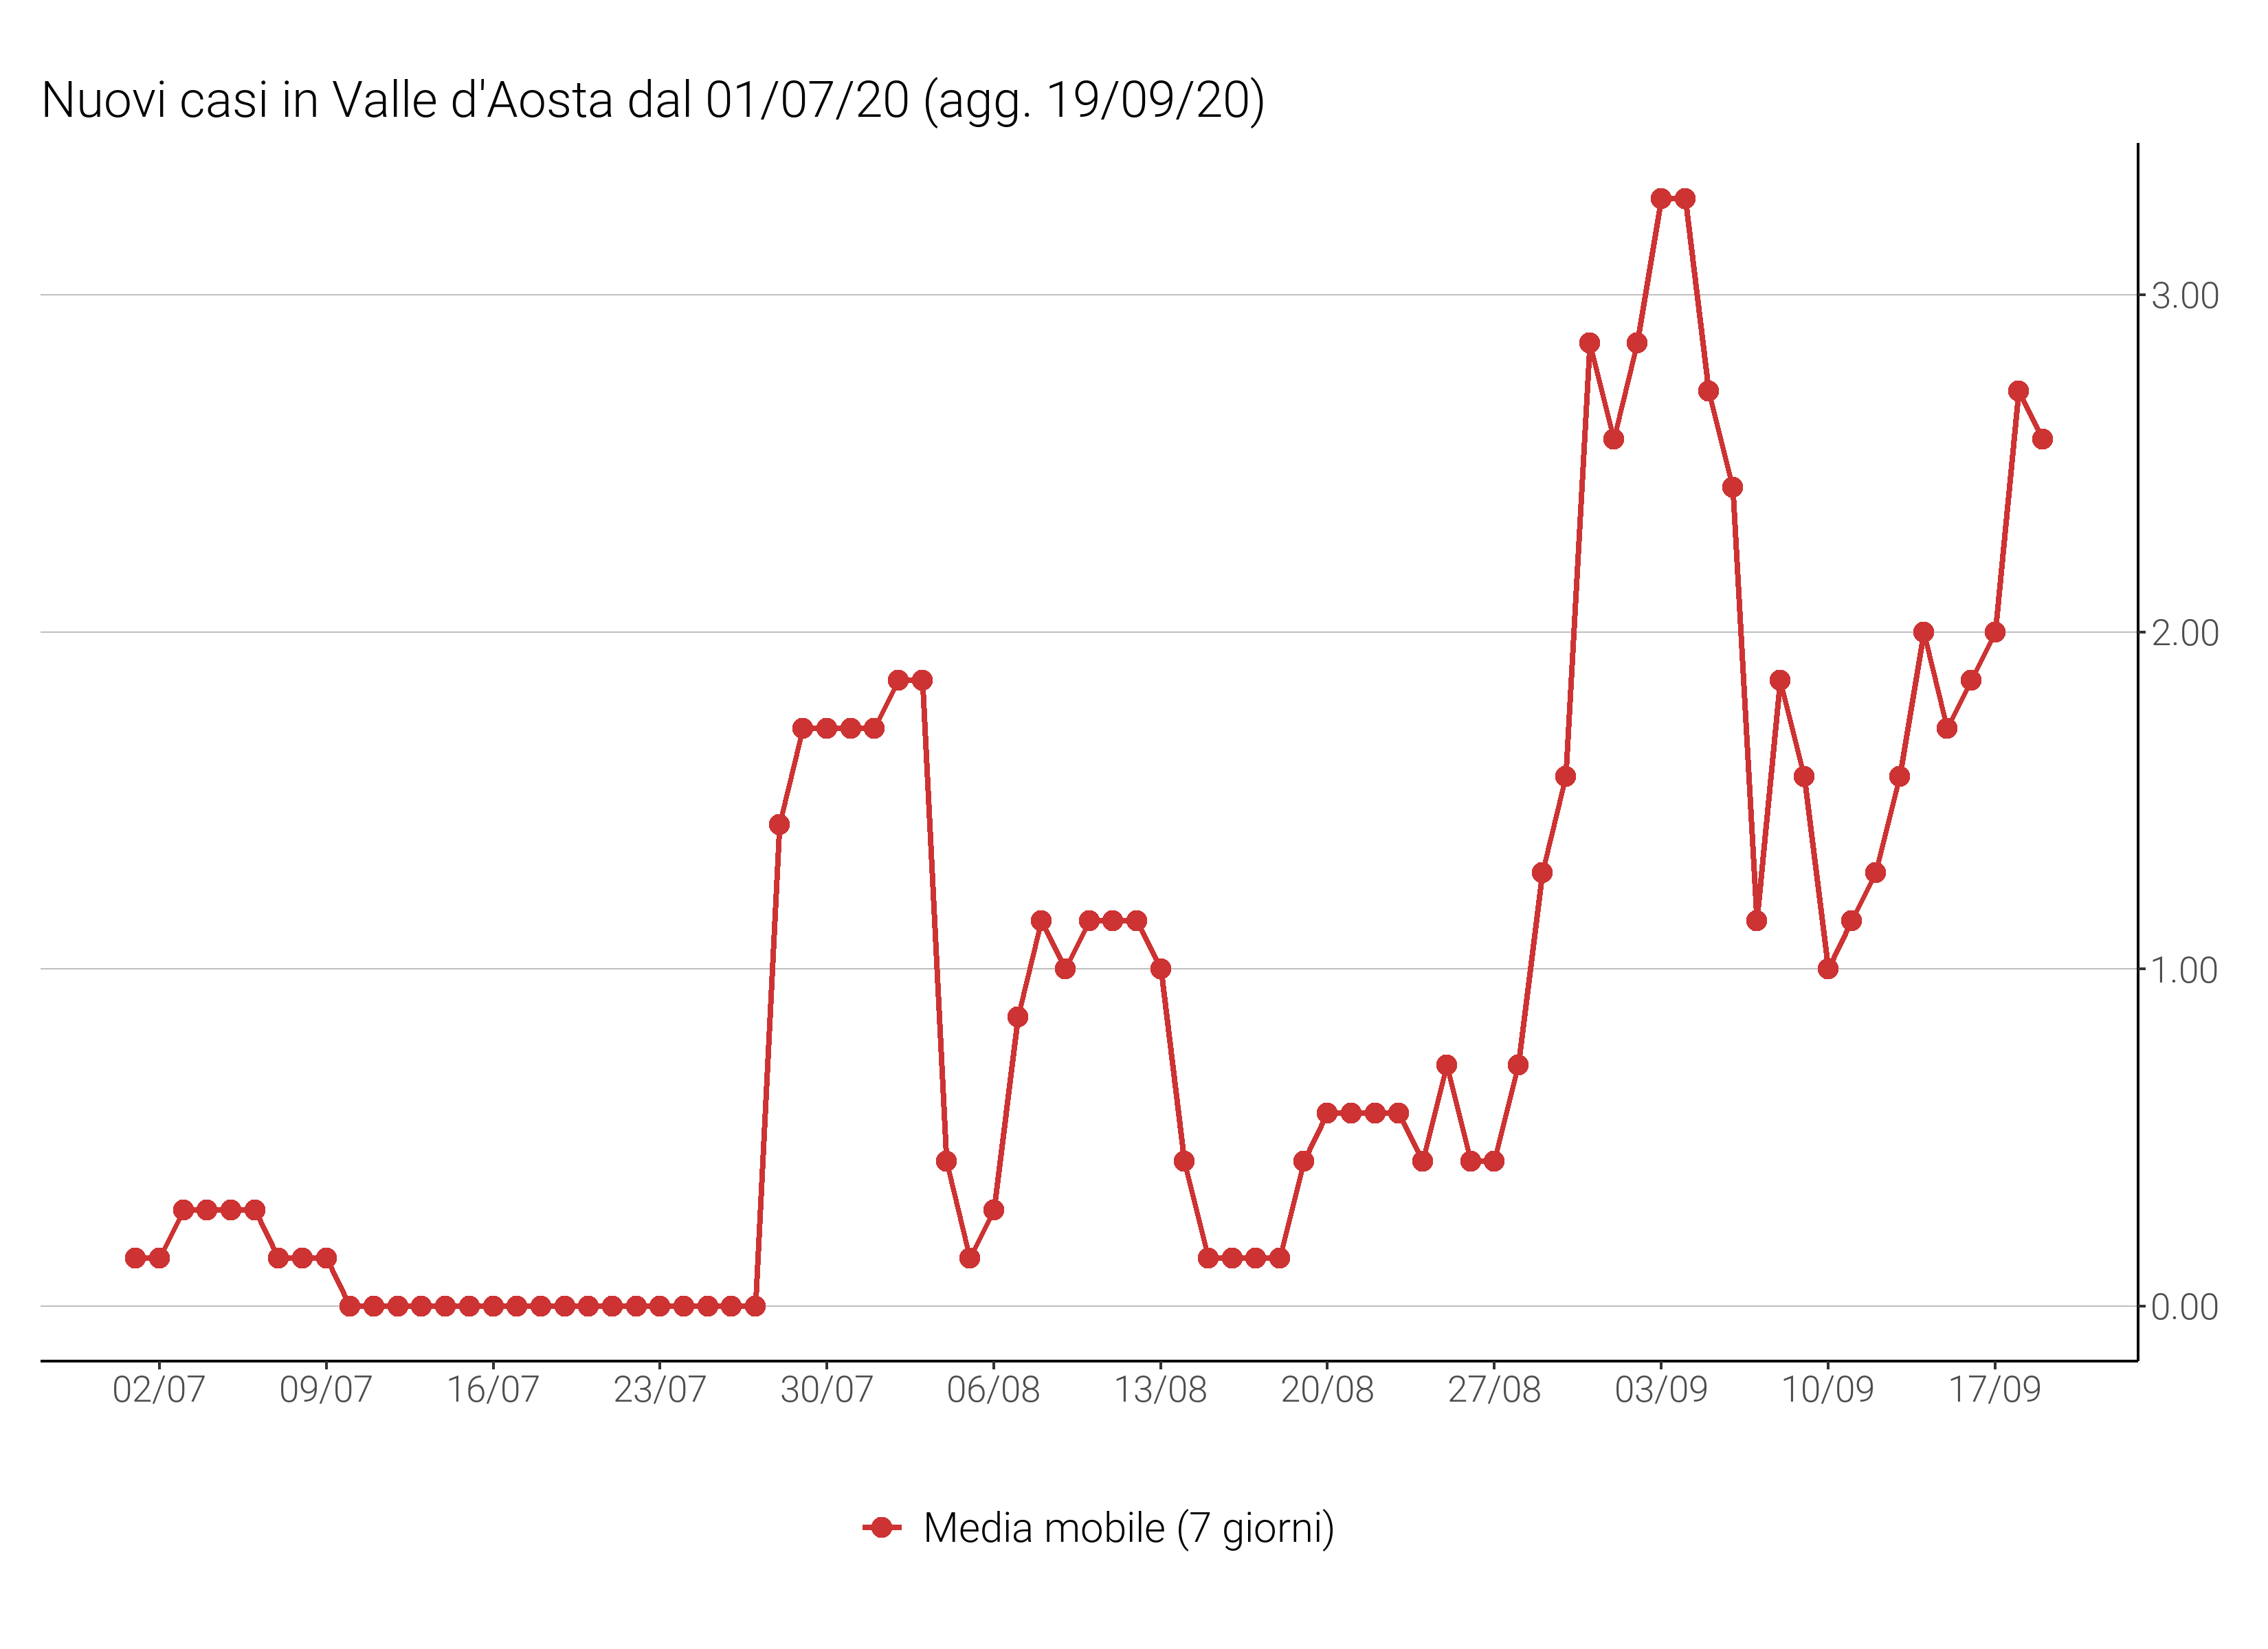 Nuovi casi in Valle d'Aosta dal 01/07/20 (agg. 19/09/20)
3.00
2.00
1.00
0.00
02/07 09/07 16/07 23/07 30/07 06/08 13/08 20/08 27/08 03/09 10/09 17/09
Media mobile (7 giorni)